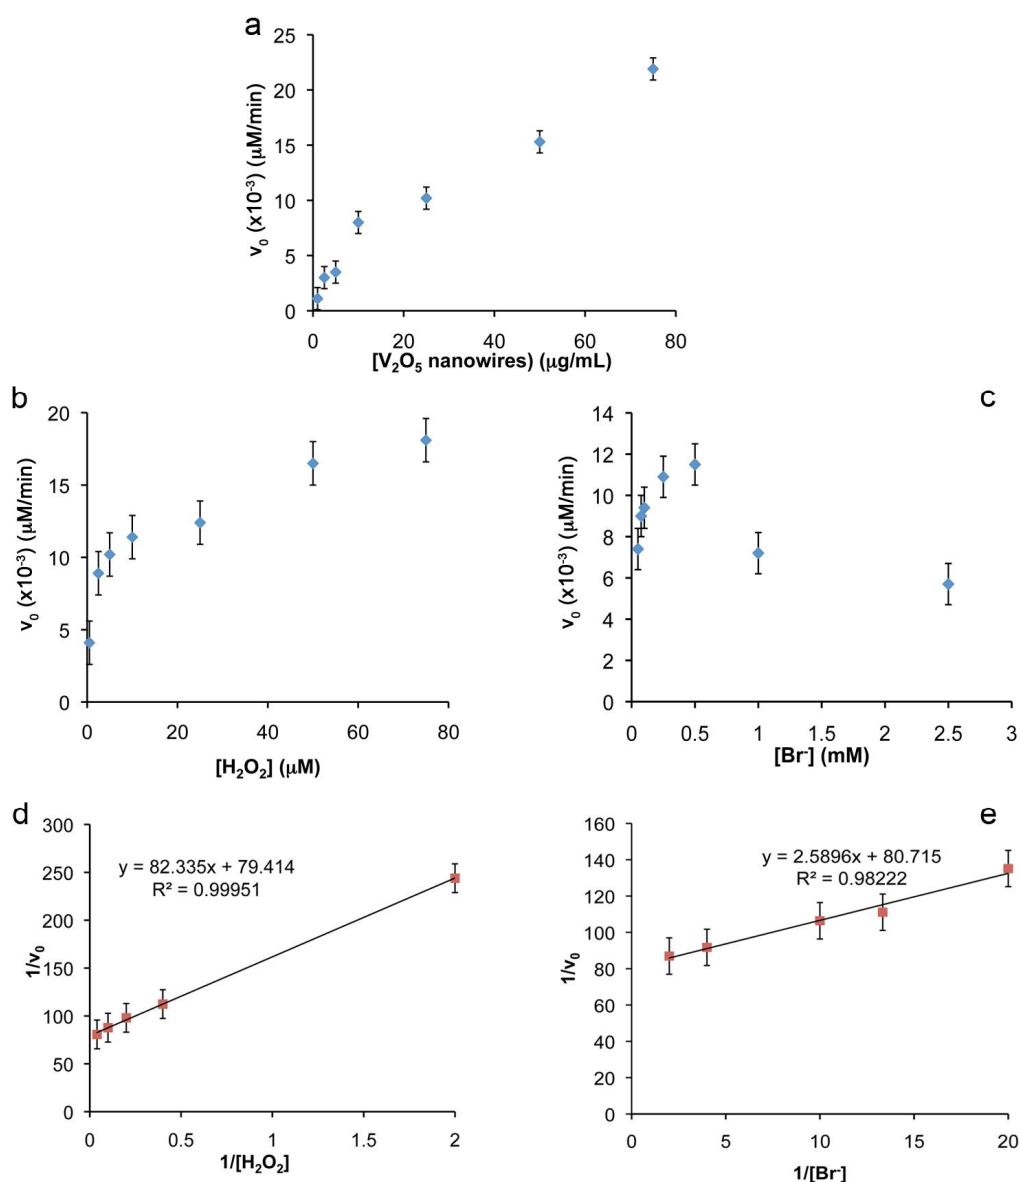 a
25
20
15
10
5
0
v₀ (x10⁻³) (μM/min)
0 20 40 60 80
[V₂O₅ nanowires) (μg/mL)
b
20
15
10
5
0
v₀ (x10⁻³) (μM/min)
0 20 40 60 80
[H₂O₂] (μM)
c
14
12
10
8
6
4
2
0
v₀ (x10⁻³) (μM/min)
0 0.5 1 1.5 2 2.5 3
[Br⁻] (mM)
d
300
250
200
150
100
50
0
1/v₀
y = 82.335x + 79.414
R² = 0.99951
0 0.5 1 1.5 2
1/[H₂O₂]
e
160
140
120
100
80
60
40
20
0
1/v₀
y = 2.5896x + 80.715
R² = 0.98222
0 5 10 15 20
1/[Br⁻]